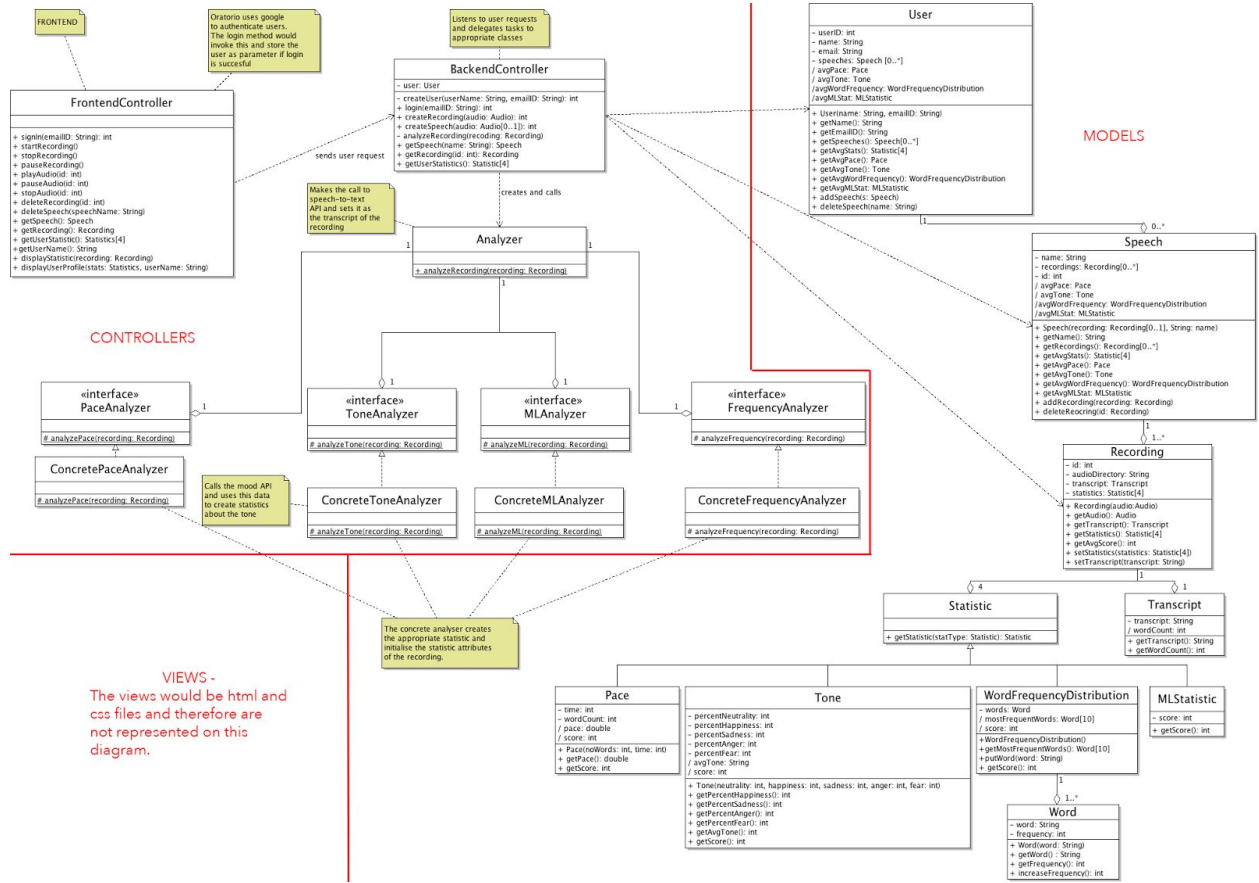 FRONTEND
Oratorio uses google
to authenticate users.
The login method would
invoke this and store the
user as parameter if login
is succesful
FrontendController
+ signIn(emailID: String): int
+ startRecording()
+ stopRecording()
+ pauseRecording()
+ playAudio(id: int)
+ pauseAudio(id: int)
+ stopAudio(id: int)
+ deleteRecording(id: int)
+ deleteSpeech(speechName: String)
+ getSpeech(): Speech
+ getRecording(): Recording
+ getUserStatistic(): Statistics[4]
+getUserName(): String
+ displayStatistic(recording: Recording)
+ displayUserProfile(stats: Statistics, userName: String)
sends user request
Listens to user requests
and delegates tasks to
appropriate classes
BackendController
- user: User
- createUser(userName: String, emailID: String): int
+ login(emailID: String): int
+ createRecording(audio: Audio): int
+ createSpeech(audio: Audio[0..1]): int
- analyzeRecording(recoding: Recording)
+ getSpeech(name: String): Speech
+ getRecording(id: int): Recording
+ getUserStatistics(): Statistic[4]
creates and calls
Makes the call to
speech-to-text
API and sets it as
the transcript of the
recording
Analyzer
+ analyzeRecording(recording: Recording)
1
1
1
CONTROLLERS
1
1
1
1
«interface»
PaceAnalyzer
# analyzePace(recording: Recording)
«interface»
ToneAnalyzer
# analyzeTone(recording: Recording)
«interface»
MLAnalyzer
# analyzeML(recording: Recording)
«interface»
FrequencyAnalyzer
# analyzeFrequency(recording: Recording)
ConcretePaceAnalyzer
# analyzePace(recording: Recording)
Calls the mood API
and uses this data
to create statistics
about the tone
ConcreteToneAnalyzer
# analyzeTone(recording: Recording)
ConcreteMLAnalyzer
# analyzeML(recording: Recording)
ConcreteFrequencyAnalyzer
# analyzeFrequency(recording: Recording)
The concrete analyser creates
the appropriate statistic and
initialise the statistic attributes
of the recording.
VIEWS -
The views would be html and
css files and therefore are
not represented on this
diagram.
MODELS
User
- userID: int
- name: String
- email: String
- speeches: Speech [0..*]
/ avgPace: Pace
/ avgTone: Tone
/avgWordFrequency: WordFrequencyDistribution
/avgMLStat: MLStatistic
+ User(name: String, emailID: String)
+ getName(): String
+ getEmailID(): String
+ getSpeeches(): Speech[0..*]
+ getAvgStats(): Statistic[4]
+ getAvgPace(): Pace
+ getAvgTone(): Tone
+ getAvgWordFrequency(): WordFrequencyDistribution
+ getAvgMLStat: MLStatistic
+ addSpeech(s: Speech)
+ deleteSpeech(name: String)
1
0..*
Speech
- name: String
- recordings: Recording[0..*]
- id: int
/ avgPace: Pace
/ avgTone: Tone
/avgWordFrequency: WordFrequencyDistribution
/avgMLStat: MLStatistic
+ Speech(recording: Recording[0..1], String: name)
+ getName(): String
+ getRecordings(): Recording[0..*]
+ getAvgStats(): Statistic[4]
+ getAvgPace(): Pace
+ getAvgTone(): Tone
+ getAvgWordFrequency(): WordFrequencyDistribution
+ getAvgMLStat: MLStatistic
+ addRecording(recording: Recording)
+ deleteReocring(id: Recording)
1
1..*
Recording
- id: int
- audioDirectory: String
- transcript: Transcript
- statistics: Statistic[4]
+ Recording(audio:Audio)
+ getAudio(): Audio
+ getTranscript(): Transcript
+ getStatistics(): Statistic[4]
+ getAvgScore(): int
+ setStatistics(statistics: Statistic[4])
+ setTranscript(transcript: String)
1
4
1
Statistic
+ getStatistic(statType: Statistic): Statistic
Transcript
- transcript: String
/ wordCount: int
+ getTranscript(): String
+ getWordCount(): int
Pace
- time: int
- wordCount: int
/ pace: double
/ score: int
+ Pace(noWords: int, time: int)
+ getPace(): double
+ getScore: int
Tone
- percentNeutrality: int
- percentHappiness: int
- percentSadness: int
- percentAnger: int
- percentFear: int
/ avgTone: String
/ score: int
+ Tone(neutrality: int, happiness: int, sadness: int, anger: int, fear: int)
+ getPercentHappiness(): int
+ getPercentSadness(): int
+ getPercentAnger(): int
+ getPercentFear(): int
+ getAvgTone(): int
+ getScore(): int
WordFrequencyDistribution
- words: Word
/ mostFrequentWords: Word[10]
/ score: int
+WordFrequencyDistribution()
+getMostFrequentWords(): Word[10]
+putWord(word: String)
+ getScore(): int
MLStatistic
- score: int
+ getScore(): int
1
1..*
Word
- word: String
- frequency: int
+ Word(word: String)
+ getWord() : String
+ getFrequency(): int
+ increaseFrequency(): int